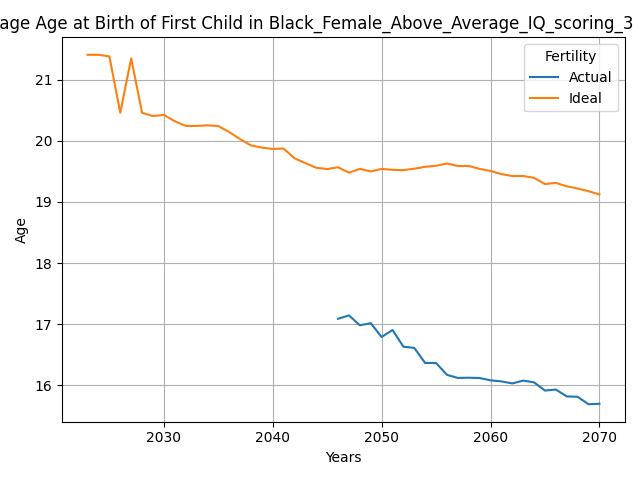 age Age at Birth of First Child in Black_Female_Above_Average_IQ_scoring_3
Fertility
Actual
Ideal
21
20
19
18
17
16
Age
2030 2040 2050 2060 2070
Years